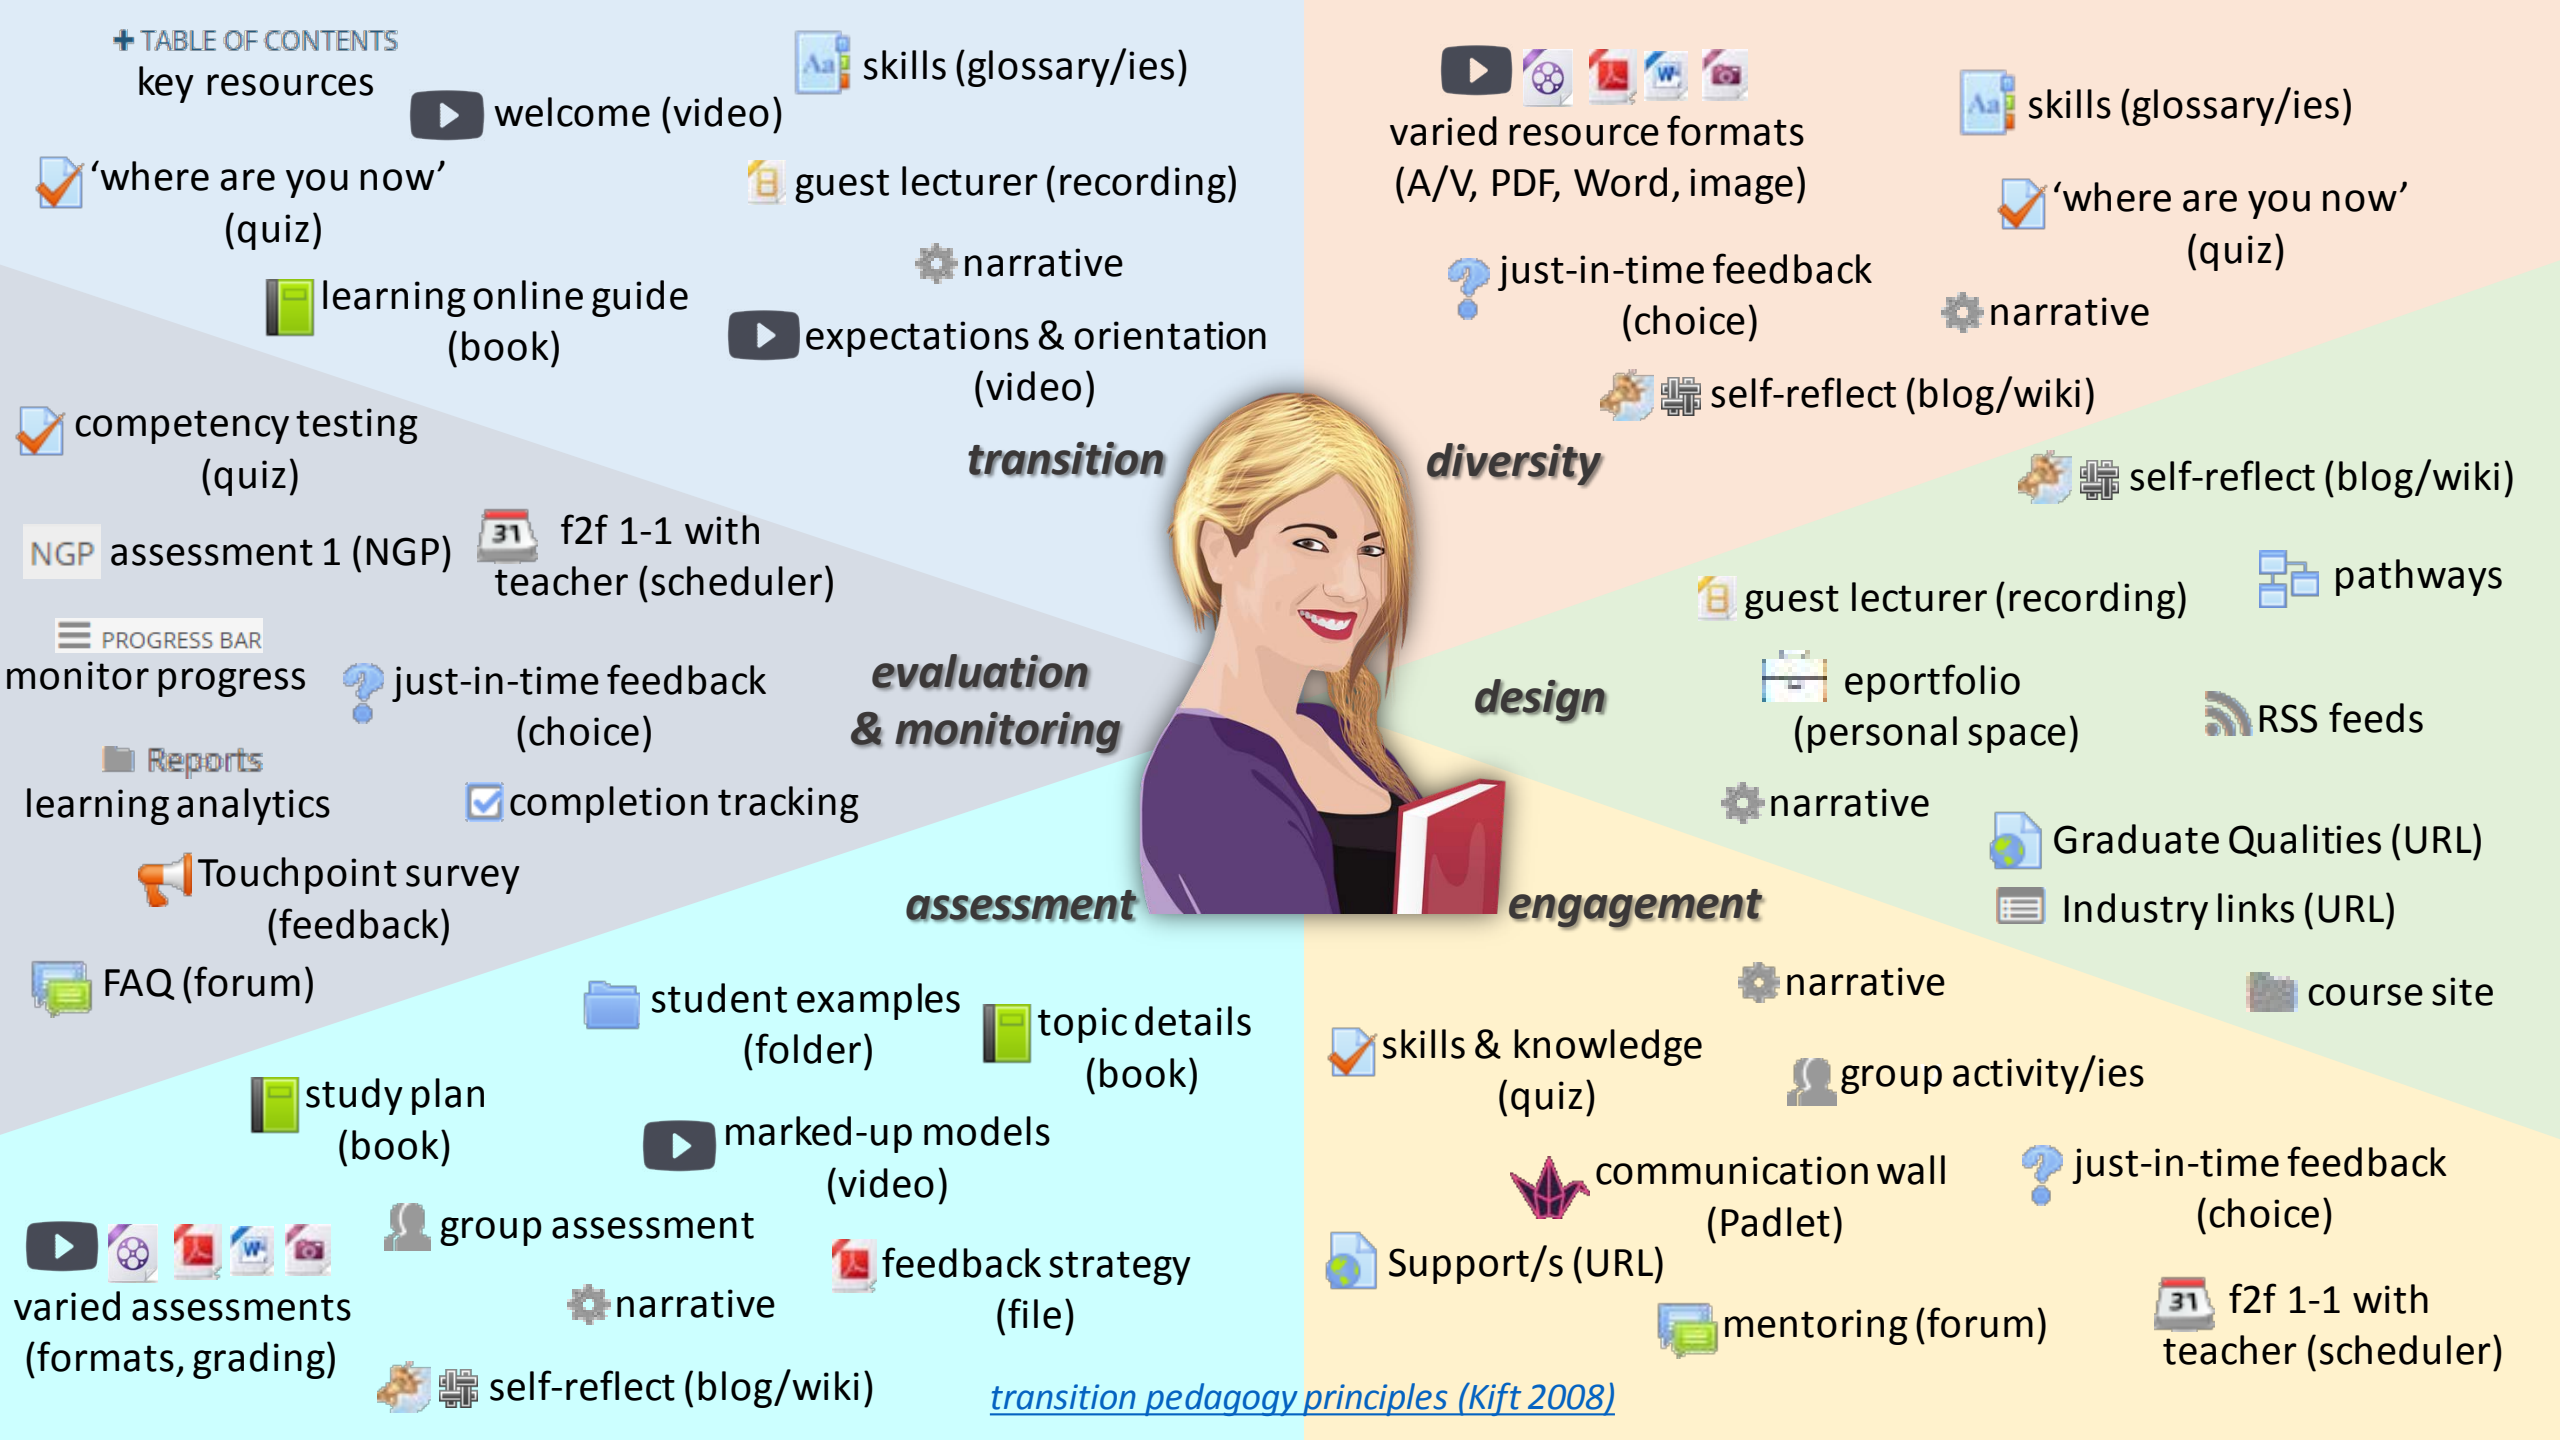 TABLE OF CONTENTS
key resources
welcome (video)
skills (glossary/ies)
‘where are you now’
(quiz)
guest lecturer (recording)
narrative
learning online guide
(book)
expectations & orientation
(video)
transition
varied resource formats
(A/V, PDF, Word, image)
skills (glossary/ies)
‘where are you now’
(quiz)
just-in-time feedback
(choice)
narrative
self-reflect (blog/wiki)
diversity
competency testing
(quiz)
NGP
assessment 1 (NGP)
31
f2f 1-1 with
teacher (scheduler)
PROGRESS BAR
monitor progress
just-in-time feedback
(choice)
evaluation
& monitoring
Reports
learning analytics
completion tracking
Touchpoint survey
(feedback)
FAQ (forum)
self-reflect (blog/wiki)
pathways
guest lecturer (recording)
eportfolio
(personal space)
design
RSS feeds
narrative
Graduate Qualities (URL)
Industry links (URL)
course site
assessment
student examples
(folder)
topic details
(book)
study plan
(book)
marked-up models
(video)
group assessment
feedback strategy
(file)
varied assessments
(formats, grading)
narrative
self-reflect (blog/wiki)
engagement
narrative
skills & knowledge
(quiz)
group activity/ies
communication wall
(Padlet)
just-in-time feedback
(choice)
Support/s (URL)
mentoring (forum)
31
f2f 1-1 with
teacher (scheduler)
transition pedagogy principles (Kift 2008)